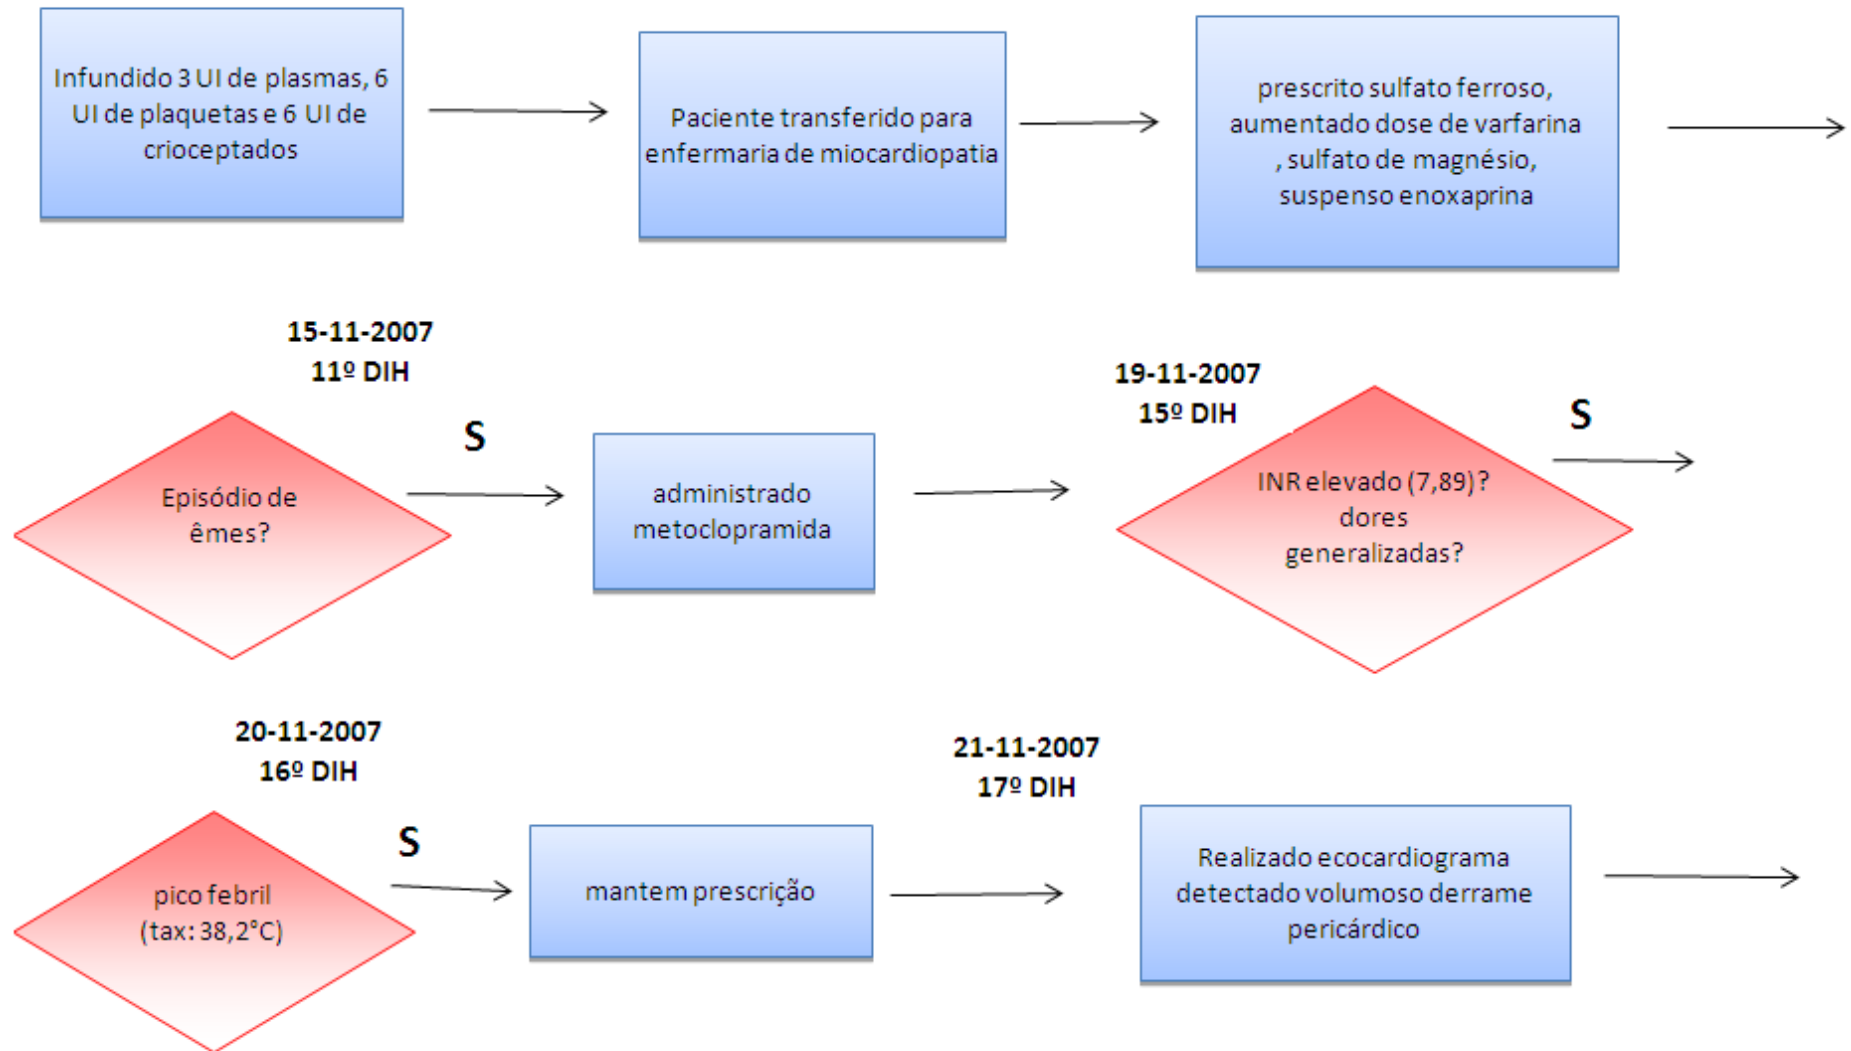 Infundido 3 UI de plasmas, 6
UI de plaquetas e 6 UI de
crioceptados
Paciente transferido para
enfermaria de miocardiopatia
prescrito sulfato ferroso,
aumentado dose de varfarina
, sulfato de magnésio,
suspenso enoxaprina
15-11-2007
11º DIH
Episódio de
êmes?
S
administrado
metoclopramida
19-11-2007
15º DIH
INR elevado (7,89)?
dores
generalizadas?
S
20-11-2007
16º DIH
pico febril
(tax: 38,2°C)
S
mantem prescrição
21-11-2007
17º DIH
Realizado ecocardiograma
detectado volumoso derrame
pericárdico